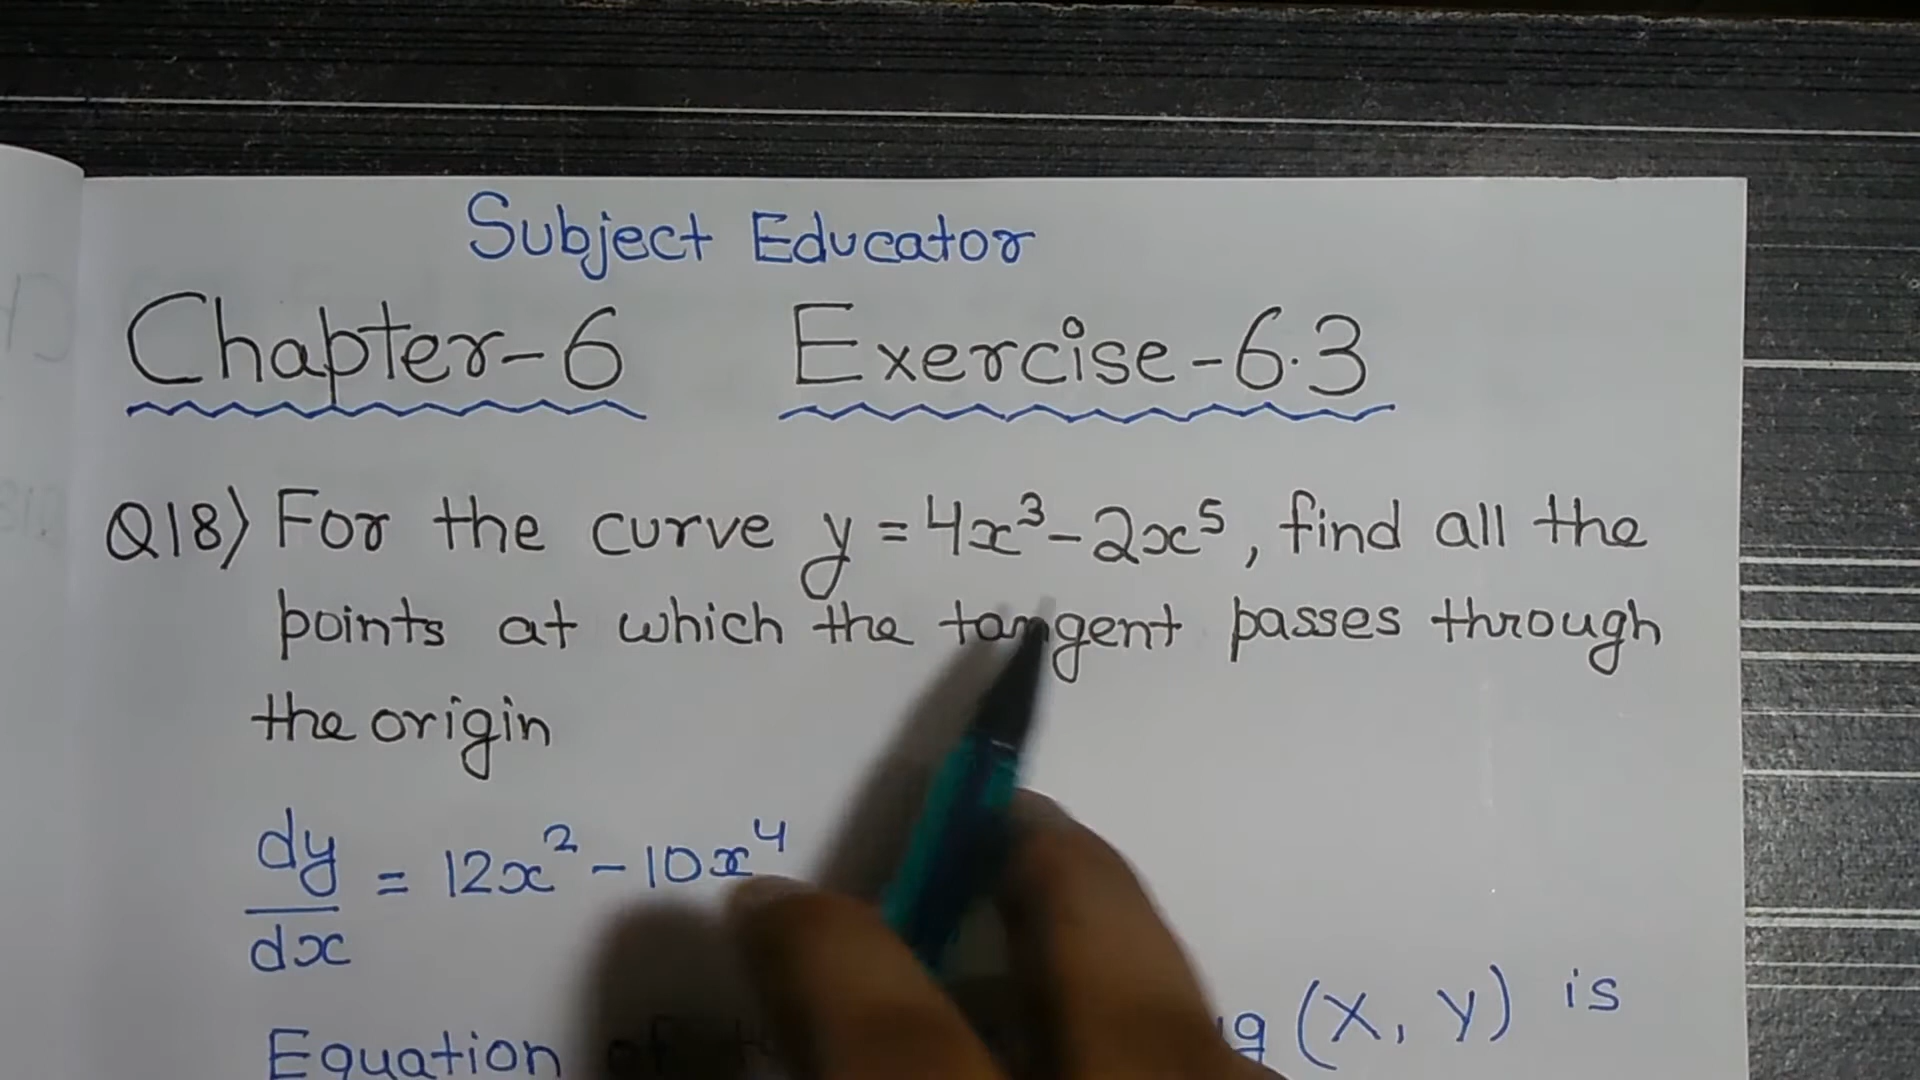 Subject Educator
Chapter-6 Exercise-6.3
Q18) For the curve y = 4x³-2x⁵, find all the
points at which the tangent passes through
the origin
dy/dx = 12x²-10x⁴
Equation (X, Y) is